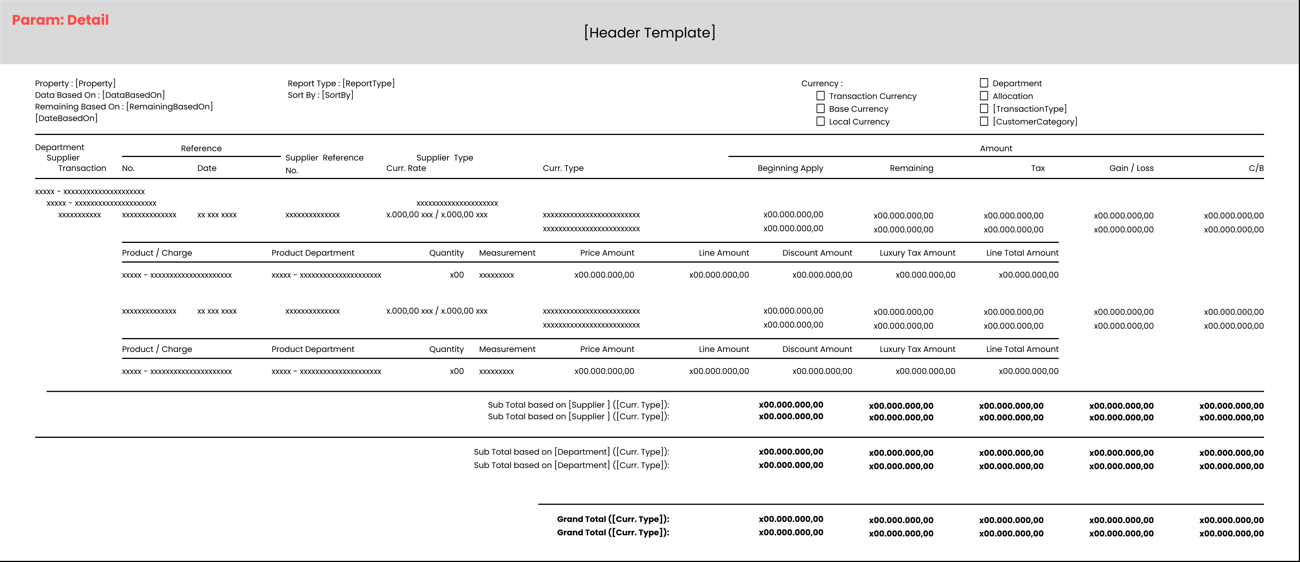 Param: Detail
[Header Template]
Property : [Property] Report Type : [ReportType] Currency : Department
Data Based On : [DataBasedOn] Sort By : [SortBy] Transaction Currency Allocation
Remaining Based On : [RemainingBasedOn] Base Currency [TransactionType]
[DateBasedOn] Local Currency [CustomerCategory]
Department Reference Amount
Supplier Supplier Reference Supplier Type
Transaction No. Date No. Curr. Rate Curr. Type Beginning Apply Remaining Tax Gain / Loss C/B
xxxxx - xxxxxxxxxxxxxxxxxxxxx
xxxxx - xxxxxxxxxxxxxxxxxxxxx xxxxxxxxxxxxxxxxxxxxx
xxxxxxxxxxx xxxxxxxxxxxxxx xx xxx xxxx xxxxxxxxxxxxxx x.000,00 xxx / x.000,00 xxx xxxxxxxxxxxxxxxxxxxxxxxxx x00.000.000,00 x00.000.000,00 x00.000.000,00 x00.000.000,00 x00.000.000,00
xxxxxxxxxxxxxxxxxxxxxxxxx x00.000.000,00 x00.000.000,00 x00.000.000,00 x00.000.000,00 x00.000.000,00
Product / Charge Product Department Quantity Measurement Price Amount Line Amount Discount Amount Luxury Tax Amount Line Total Amount
xxxxx - xxxxxxxxxxxxxxxxxxxxx xxxxx - xxxxxxxxxxxxxxxxxxxxx x00 xxxxxxxxx x00.000.000,00 x00.000.000,00 x00.000.000,00 x00.000.000,00 x00.000.000,00
xxxxxxxxxxxxxx xx xxx xxxx xxxxxxxxxxxxxx x.000,00 xxx / x.000,00 xxx xxxxxxxxxxxxxxxxxxxxxxxxx x00.000.000,00 x00.000.000,00 x00.000.000,00 x00.000.000,00 x00.000.000,00
xxxxxxxxxxxxxxxxxxxxxxxxx x00.000.000,00 x00.000.000,00 x00.000.000,00 x00.000.000,00 x00.000.000,00
Product / Charge Product Department Quantity Measurement Price Amount Line Amount Discount Amount Luxury Tax Amount Line Total Amount
xxxxx - xxxxxxxxxxxxxxxxxxxxx xxxxx - xxxxxxxxxxxxxxxxxxxxx x00 xxxxxxxxx x00.000.000,00 x00.000.000,00 x00.000.000,00 x00.000.000,00 x00.000.000,00
Sub Total based on [Supplier ] ([Curr. Type]): x00.000.000,00 x00.000.000,00 x00.000.000,00 x00.000.000,00 x00.000.000,00
Sub Total based on [Supplier ] ([Curr. Type]): x00.000.000,00 x00.000.000,00 x00.000.000,00 x00.000.000,00 x00.000.000,00
Sub Total based on [Department] ([Curr. Type]): x00.000.000,00 x00.000.000,00 x00.000.000,00 x00.000.000,00 x00.000.000,00
Sub Total based on [Department] ([Curr. Type]): x00.000.000,00 x00.000.000,00 x00.000.000,00 x00.000.000,00 x00.000.000,00
Grand Total ([Curr. Type]): x00.000.000,00 x00.000.000,00 x00.000.000,00 x00.000.000,00 x00.000.000,00
Grand Total ([Curr. Type]): x00.000.000,00 x00.000.000,00 x00.000.000,00 x00.000.000,00 x00.000.000,00